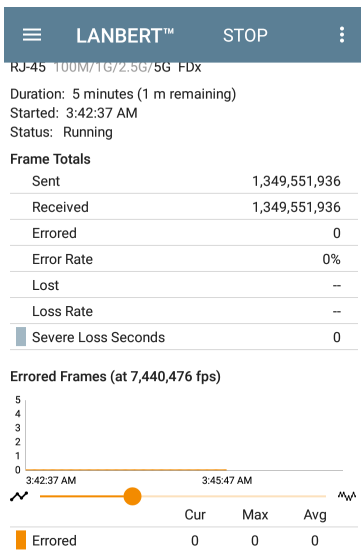 LANBERT™ STOP
RJ-45 100M/1G/2.5G/5G FDx
Duration: 5 minutes (1 m remaining)
Started: 3:42:37 AM
Status: Running
Frame Totals
Sent 1,349,551,936
Received 1,349,551,936
Errored 0
Error Rate 0%
Lost --
Loss Rate --
Severe Loss Seconds 0
Errored Frames (at 7,440,476 fps)
5
4
3
2
1
0
3:42:37 AM 3:45:47 AM
Cur Max Avg
Errored 0 0 0